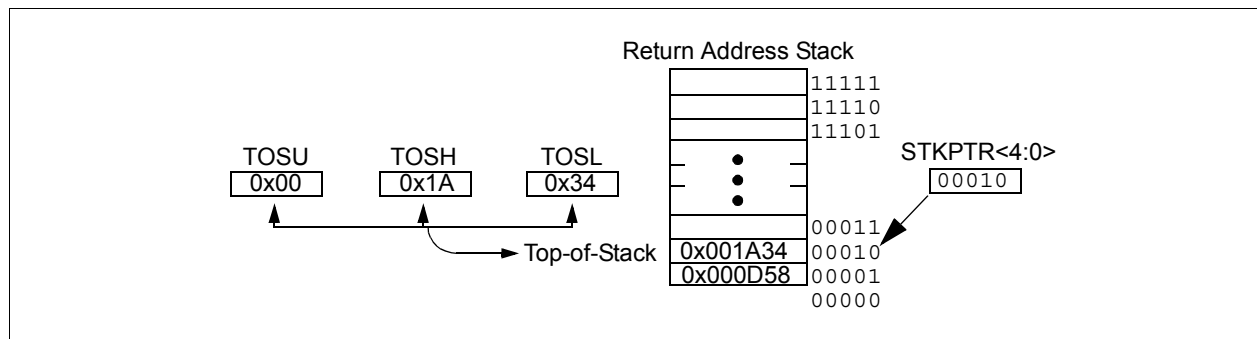 Return Address Stack
11111
11110
11101
TOSU TOSH TOSL
0x00 0x1A 0x34
STKPTR<4:0>
00010
00011
Top-of-Stack 0x001A34 00010
0x000D58 00001
00000